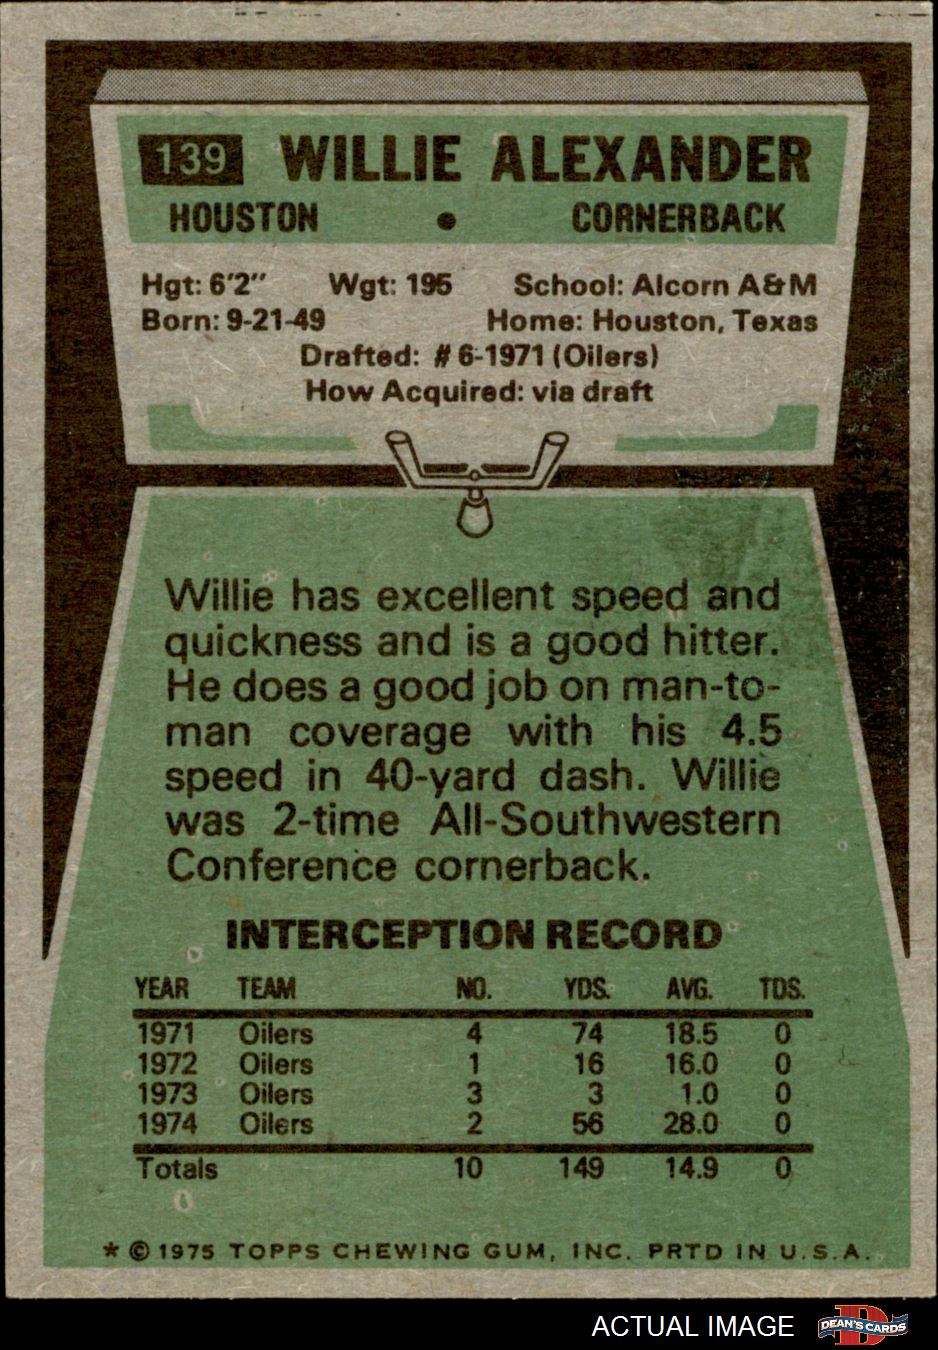 139 WILLIE ALEXANDER
HOUSTON • CORNERBACK
Hgt: 6'2" Wgt: 195 School: Alcorn A&M
Born: 9-21-49 Home: Houston, Texas
Drafted: #6-1971 (Oilers)
How Acquired: via draft
Willie has excellent speed and
quickness and is a good hitter.
He does a good job on man-to-
man coverage with his 4.5
speed in 40-yard dash. Willie
was 2-time All-Southwestern
Conference cornerback.
INTERCEPTION RECORD
YEAR TEAM NO. YDS. AVG. TDS.
1971 Oilers 4 74 18.5 0
1972 Oilers 1 16 16.0 0
1973 Oilers 3 3 1.0 0
1974 Oilers 2 56 28.0 0
Totals 10 149 14.9 0
* © 1975 TOPPS CHEWING GUM, INC. PRTD IN U.S.A.
ACTUAL IMAGE D DEAN'S CARDS